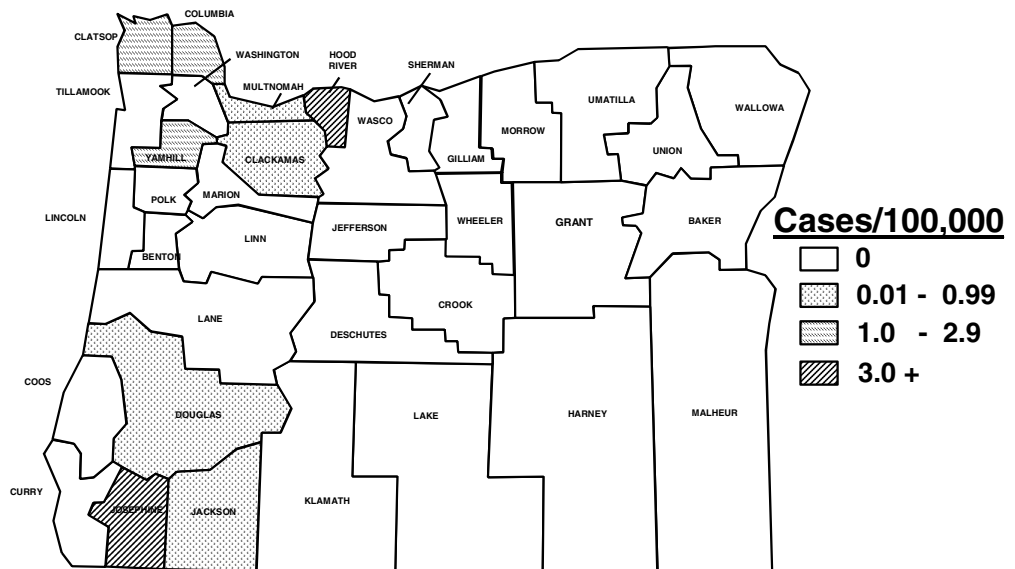 COLUMBIA
CLATSOP
WASHINGTON
HOOD
RIVER
SHERMAN
TILLAMOOK
MULTNOMAH
WASCO
UMATILLA
WALLOWA
MORROW
UNION
YAMHILL
CLACKAMAS
GILLIAM
POLK
MARION
LINCOLN
WHEELER
GRANT
BAKER
JEFFERSON
LINN
BENTON
CROOK
LANE
DESCHUTES
COOS
DOUGLAS
LAKE
HARNEY
MALHEUR
CURRY
KLAMATH
JOSEPHINE
JACKSON
Cases/100,000
0
0.01 - 0.99
1.0 - 2.9
3.0 +